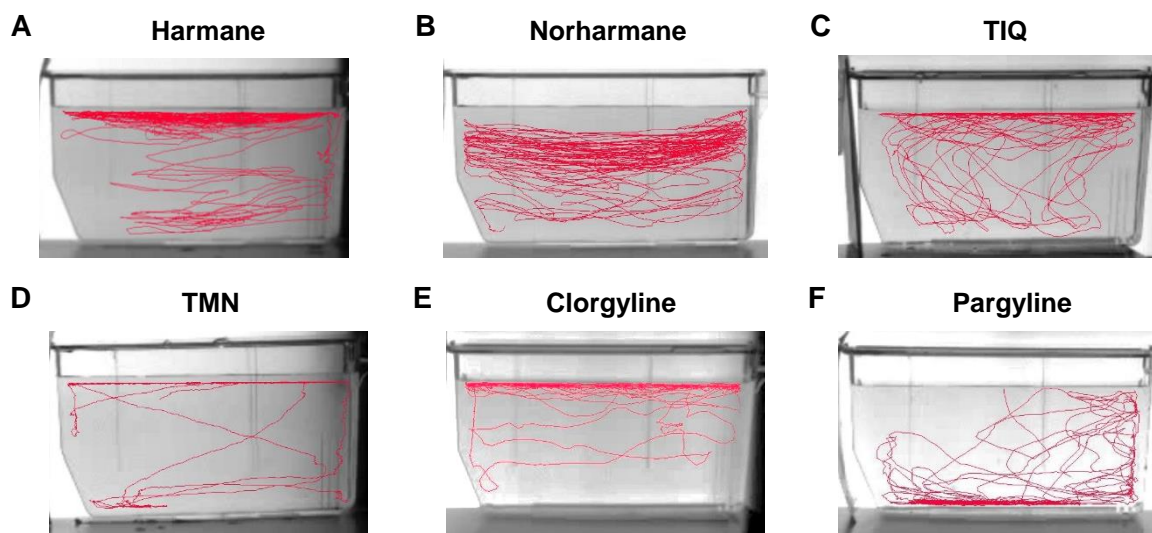 A Harmane
B Norharmane
C TIQ
D TMN
E Clorgyline
F Pargyline